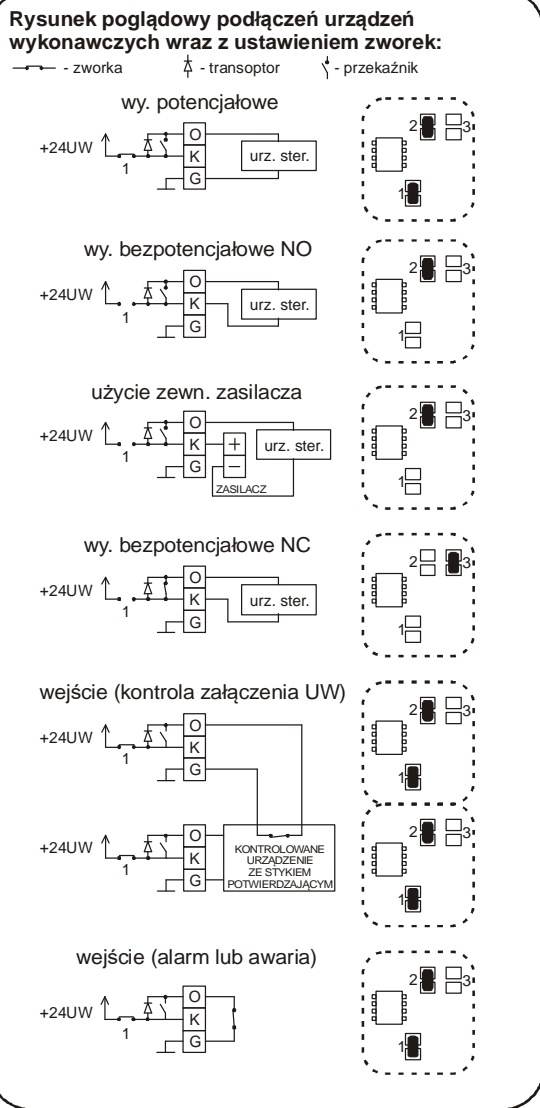 Rysunek poglądowy podłączeń urządzeń
wykonawczych wraz z ustawieniem zworek:
- zworka - transoptor - przekaźnik
wy. potencjałowe
+24UW 1 O K G urz. ster. 2 3 1
wy. bezpotencjałowe NO
+24UW 1 O K G urz. ster. 2 3 1
użycie zewn. zasilacza
+24UW 1 O K G + − urz. ster. 2 3 1
ZASILACZ
wy. bezpotencjałowe NC
+24UW 1 O K G urz. ster. 2 3 1
wejście (kontrola załączenia UW)
+24UW 1 O K G 2 3 1
+24UW 1 O K G 2 3 1
KONTROLOWANE
URZĄDZENIE
ZE STYKIEM
POTWIERDZAJĄCYM
wejście (alarm lub awaria)
+24UW 1 O K G 2 3 1